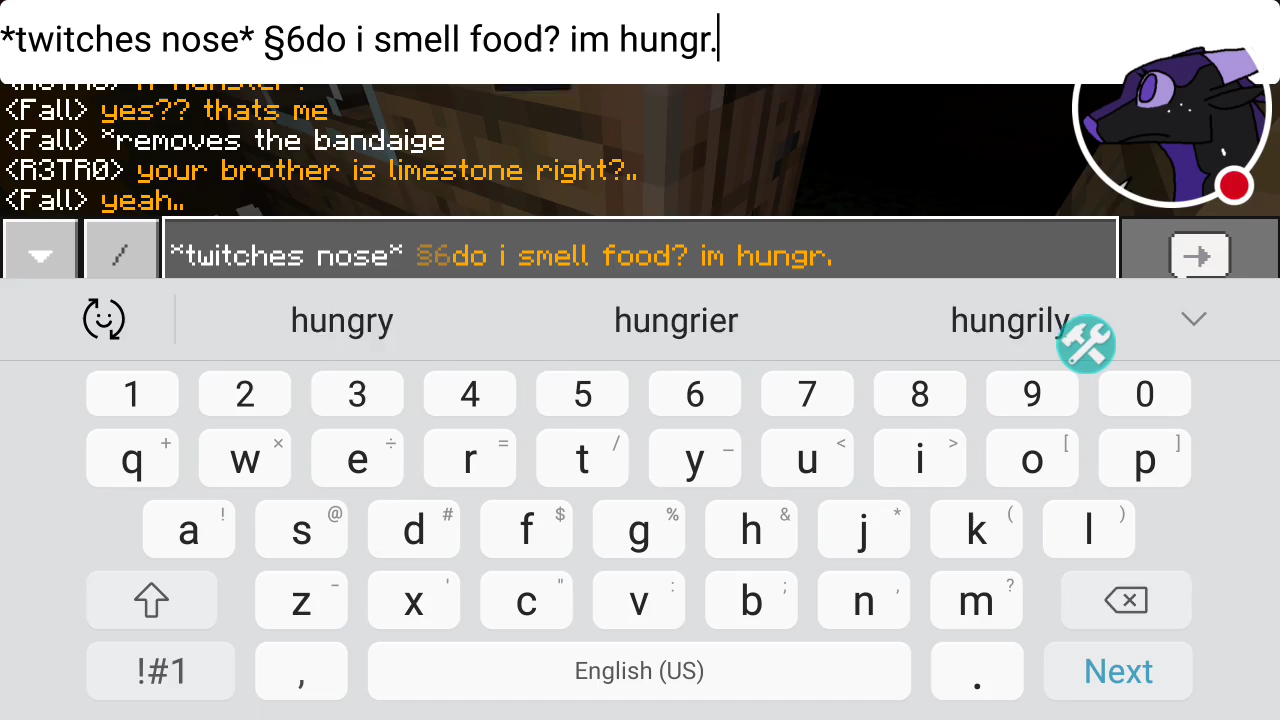 *twitches nose* §6do i smell food? im hungr.
<Fall> yes?? thats me
<Fall> *removes the bandaige
<R3TR0> your brother is limestone right?..
<Fall> yeah..
/
*twitches nose* §6do i smell food? im hungr.
hungry hungrier hungrily
1 2 3 4 5 6 7 8 9 0
q + w × e ÷ r = t / y _ u < i > o [ p ]
a ! s @ d # f $ g % h & j * k ( l )
z - x ' c " v : b ; n , m ?
!#1 , English (US) . Next